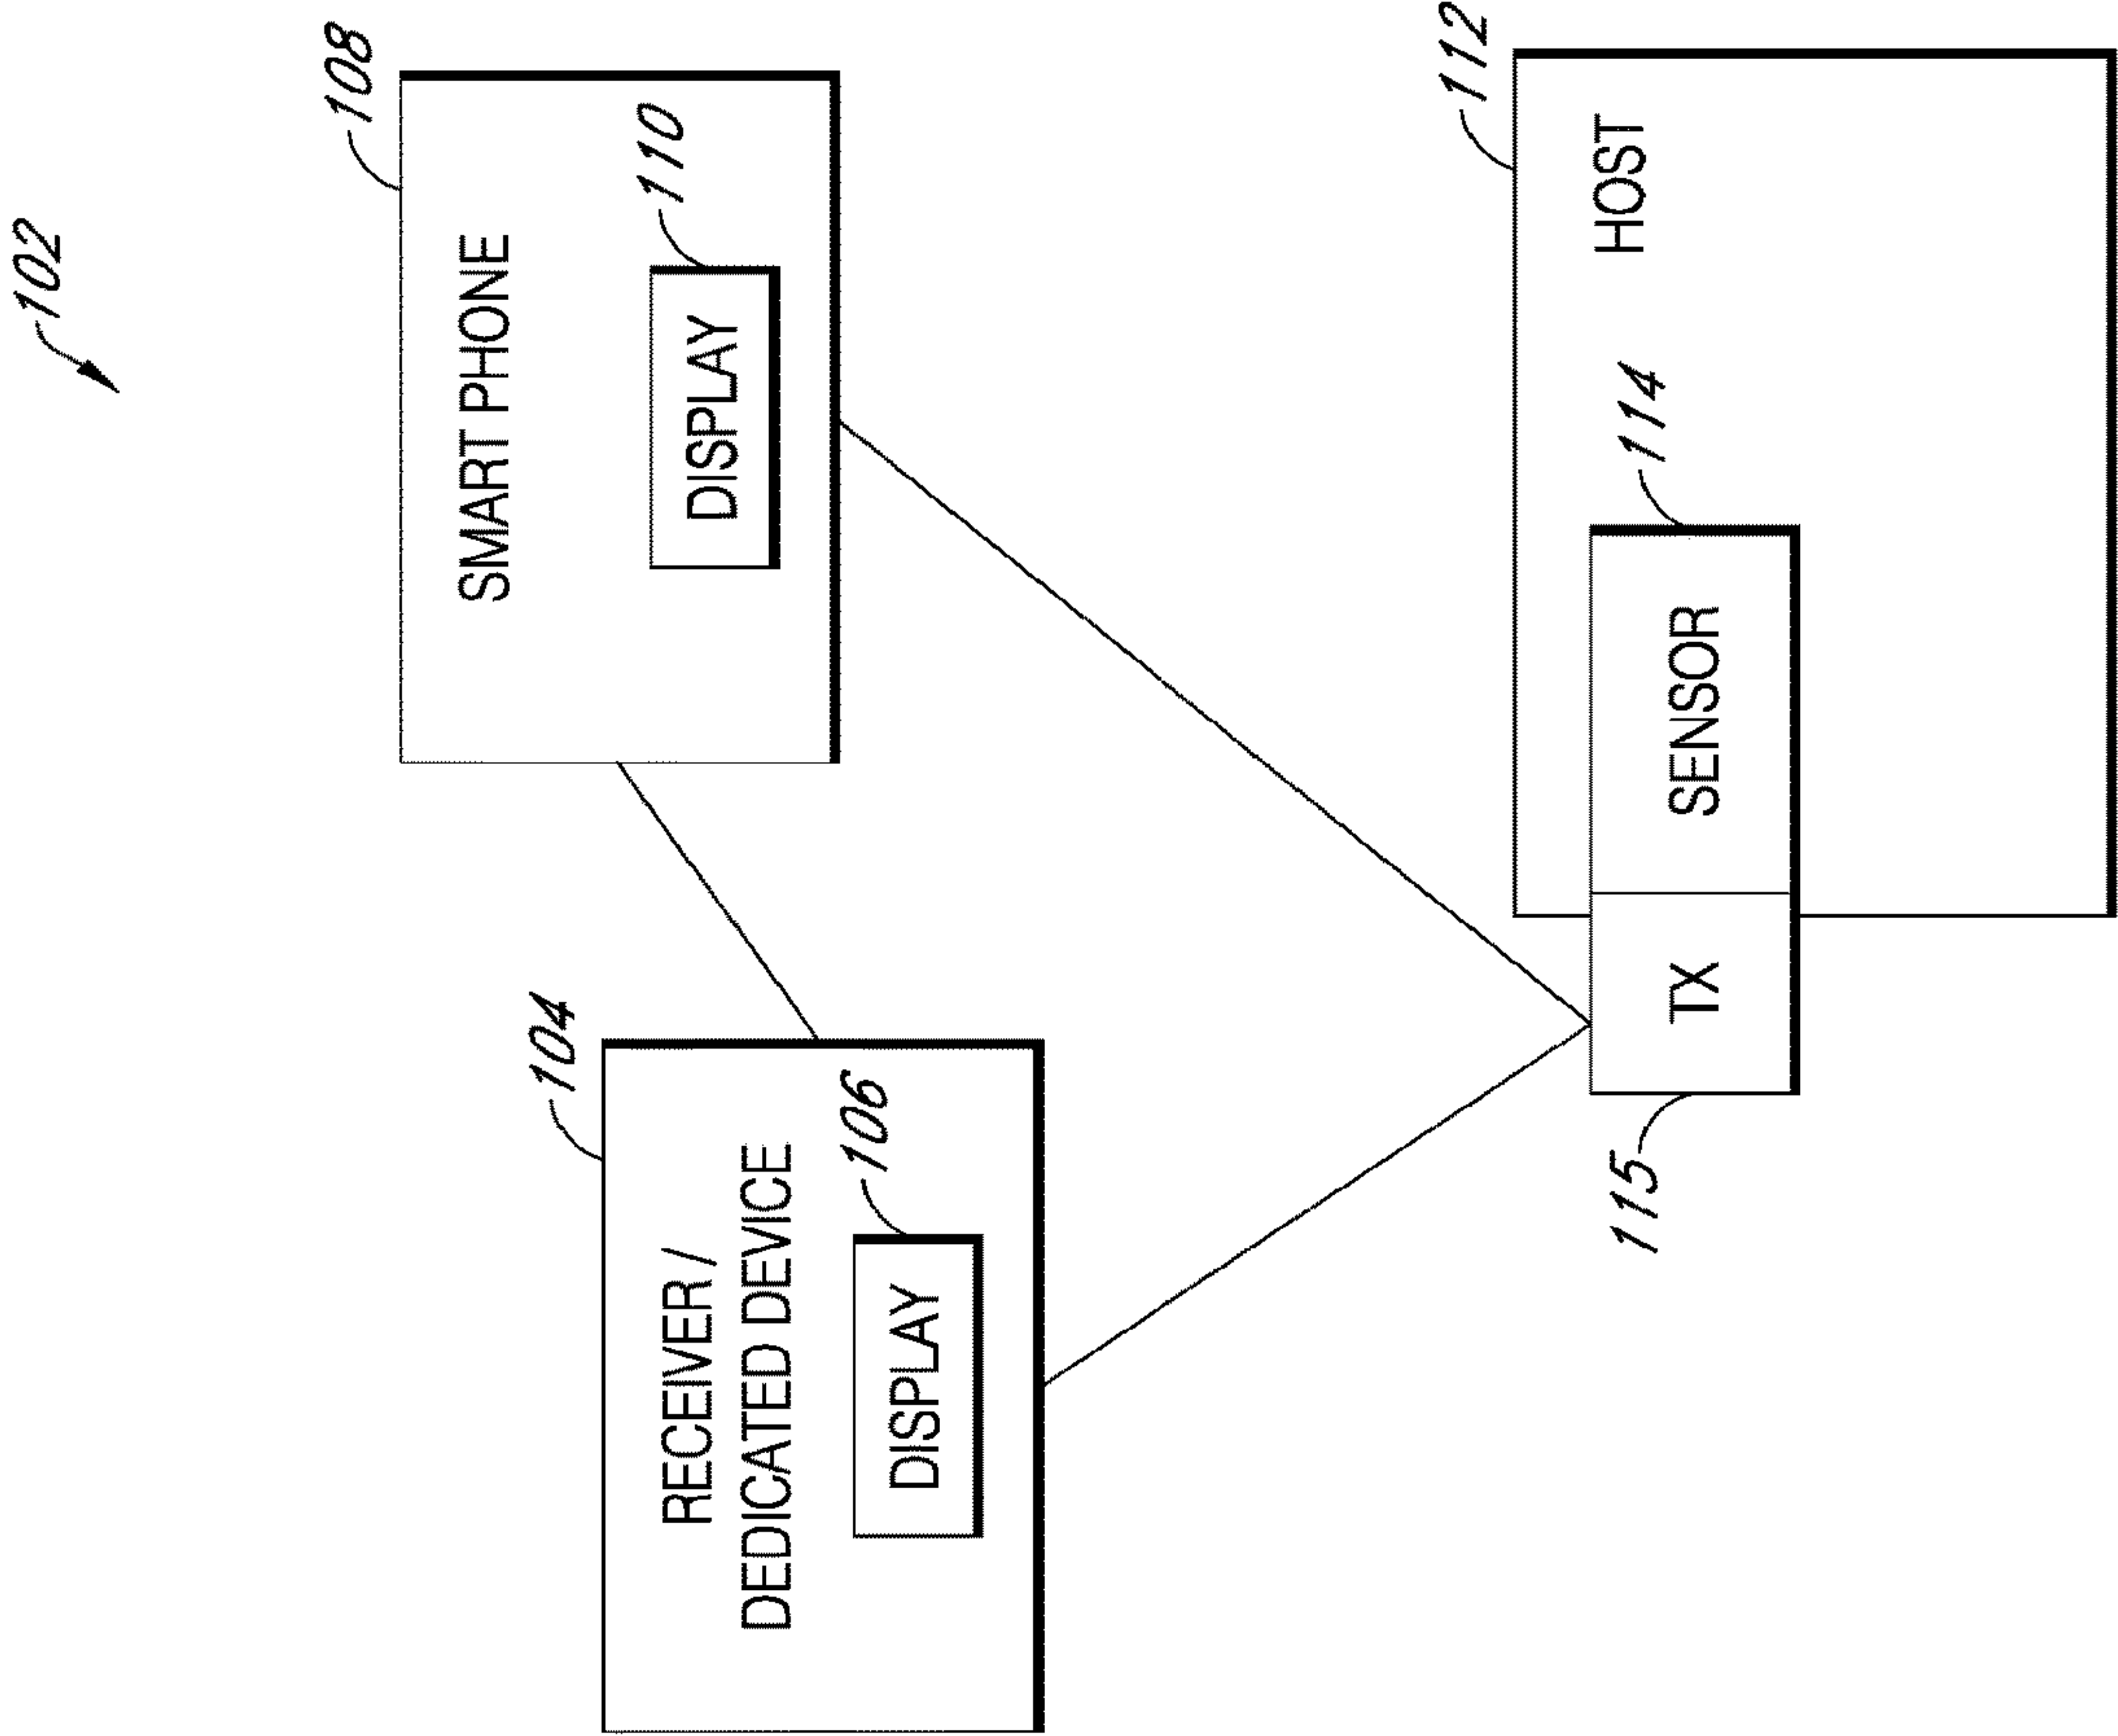 102
108
SMART PHONE
110
DISPLAY
104
RECEIVER /
DEDICATED DEVICE
106
DISPLAY
112
HOST
114
SENSOR
TX
115